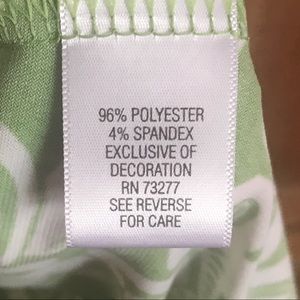 96% POLYESTER
4% SPANDEX
EXCLUSIVE OF
DECORATION
RN 73277
SEE REVERSE
FOR CARE